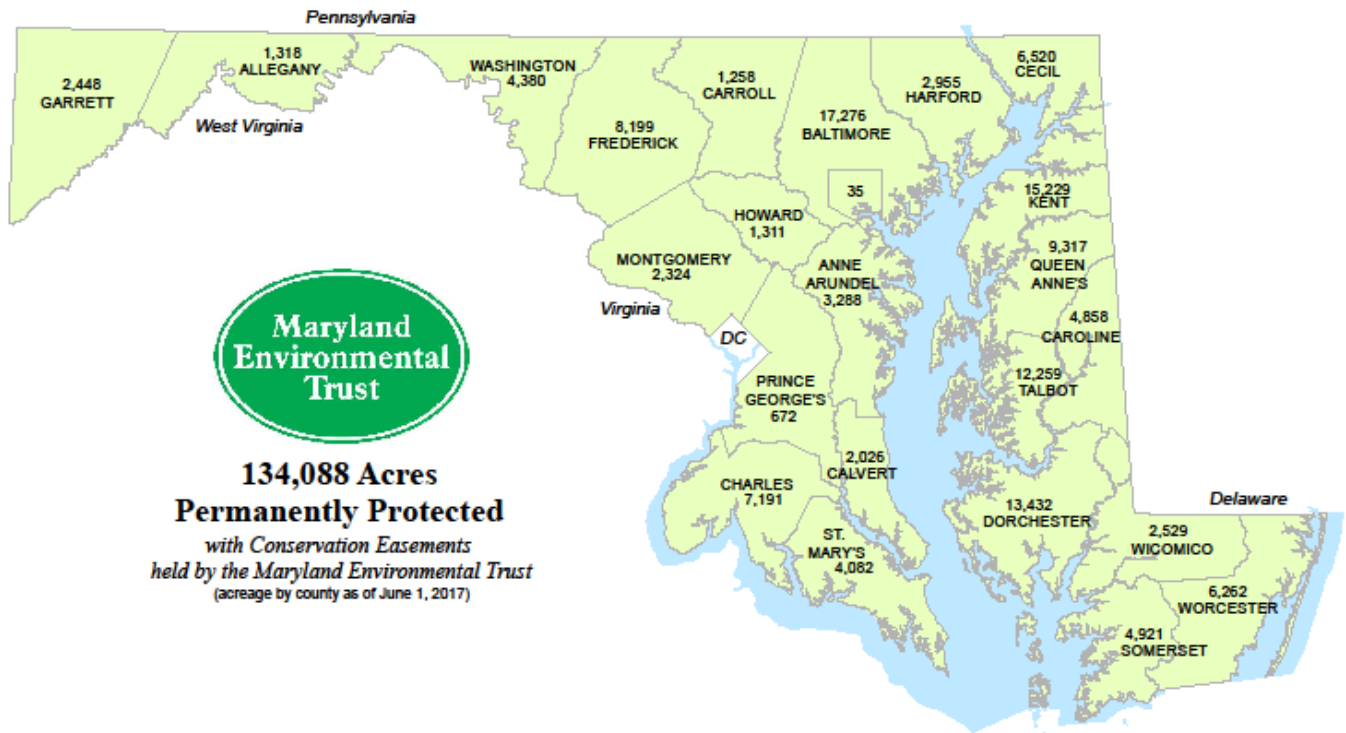 Pennsylvania
2,448
GARRETT
1,318
ALLEGANY
West Virginia
WASHINGTON
4,380
8,199
FREDERICK
1,258
CARROLL
17,276
BALTIMORE
2,955
HARFORD
6,520
CECIL
35
15,229
KENT
HOWARD
1,311
MONTGOMERY
2,324
ANNE
ARUNDEL
3,288
9,317
QUEEN
ANNE'S
Virginia
DC
4,858
CAROLINE
12,259
TALBOT
PRINCE
GEORGE'S
672
2,026
CALVERT
CHARLES
7,191
ST.
MARY'S
4,082
13,432
DORCHESTER
Delaware
2,529
WICOMICO
6,262
WORCESTER
4,921
SOMERSET
Maryland
Environmental
Trust
134,088 Acres
Permanently Protected
with Conservation Easements
held by the Maryland Environmental Trust
(acreage by county as of June 1, 2017)